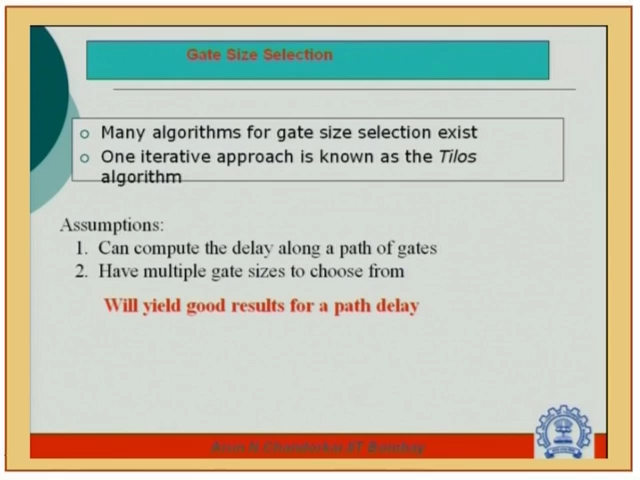 Gate Size Selection
Many algorithms for gate size selection exist
One iterative approach is known as the Tilos
algorithm
Assumptions:
1. Can compute the delay along a path of gates
2. Have multiple gate sizes to choose from
Will yield good results for a path delay
Bombay